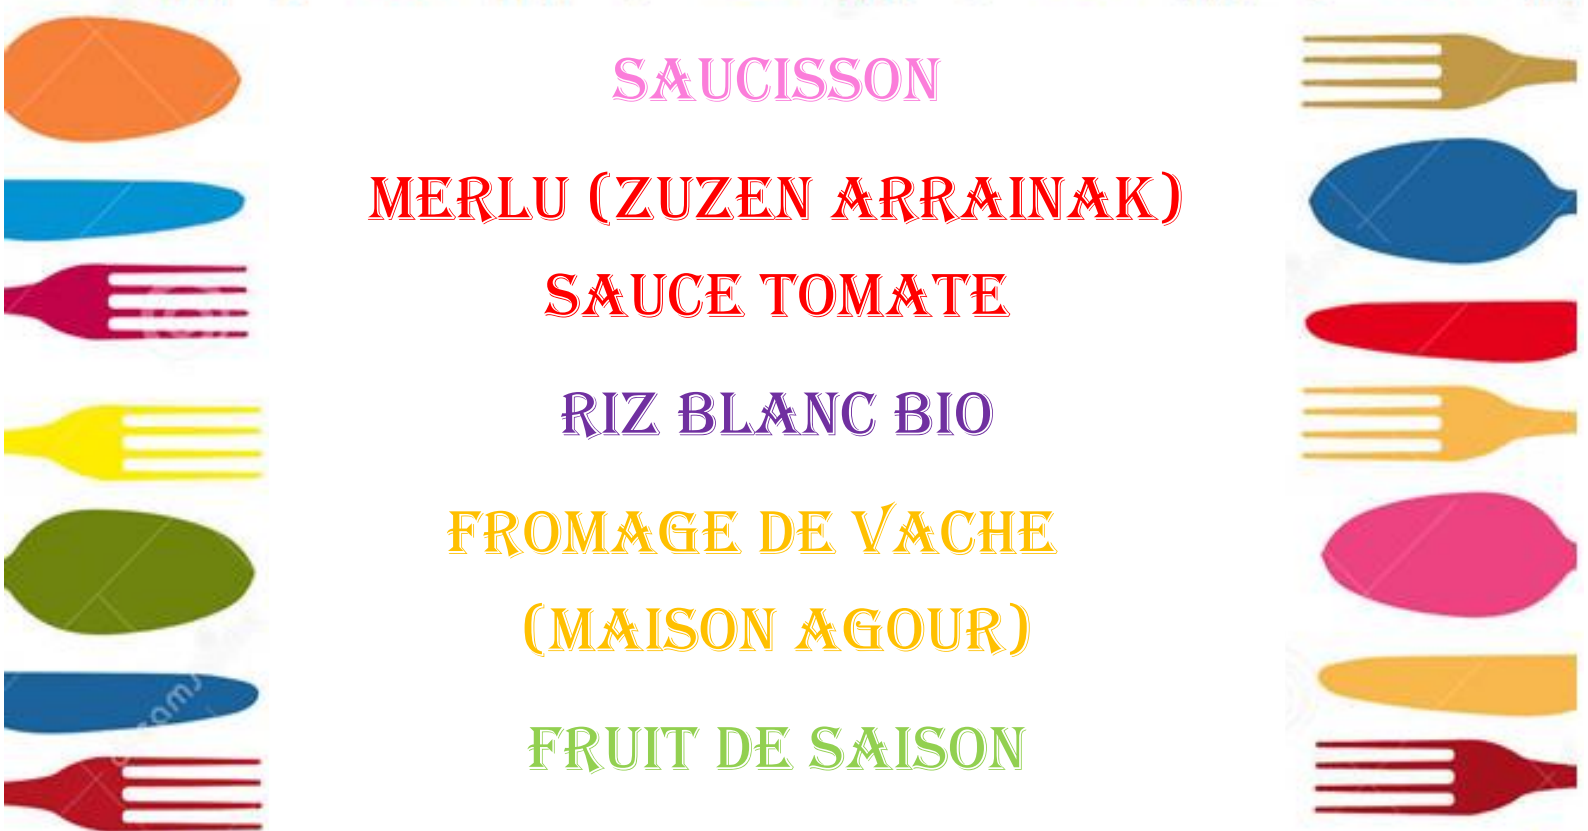 SAUCISSON
MERLU (ZUZEN ARRAINAK)
SAUCE TOMATE
RIZ BLANC BIO
FROMAGE DE VACHE
(MAISON AGOUR)
FRUIT DE SAISON